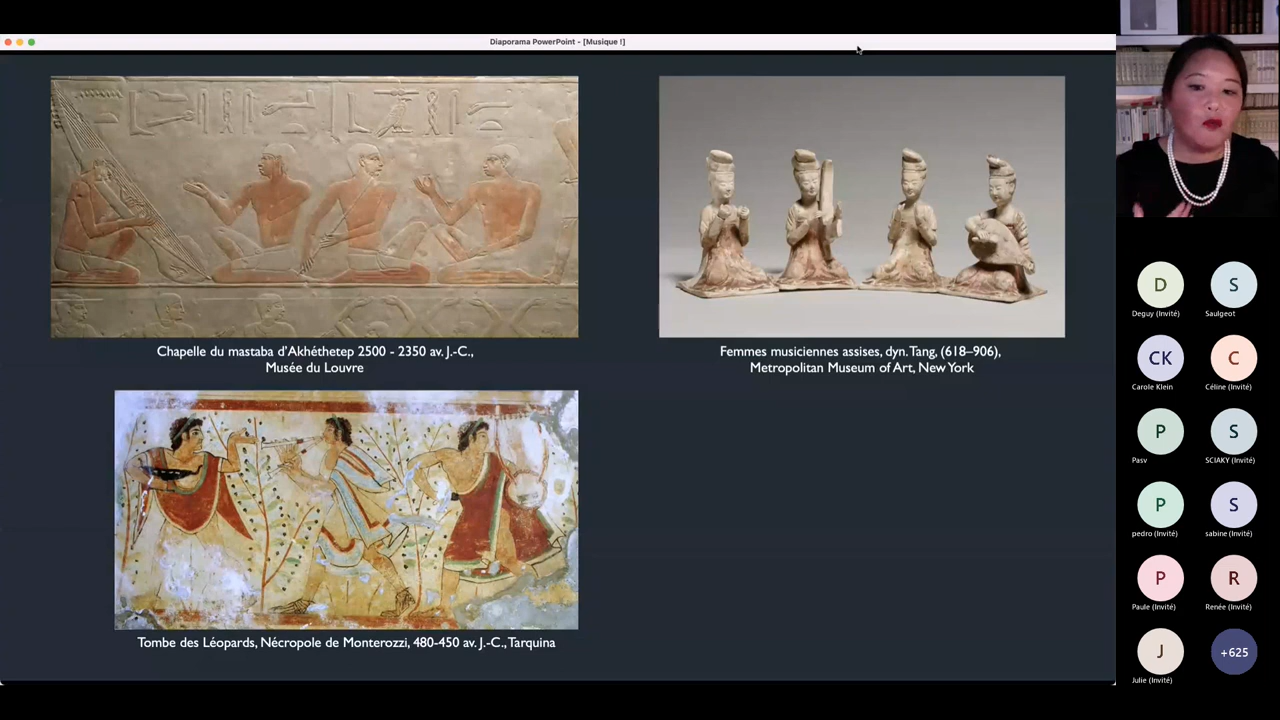 Diaporama PowerPoint - [Musique !]
Chapelle du mastaba d'Akhéthetep 2500 - 2350 av. J.-C.,
Musée du Louvre
Femmes musiciennes assises, dyn. Tang, (618–906),
Metropolitan Museum of Art, New York
Tombe des Léopards, Nécropole de Monterozzi, 480-450 av. J.-C., Tarquina
D
Deguy (Invité)
S
Saulgeot
CK
Carole Klein
C
Céline (Invité)
P
Pasv
S
SCIAKY (Invité)
P
pedro (Invité)
S
sabine (Invité)
P
Paule (Invité)
R
Renée (Invité)
J
Julie (Invité)
+625